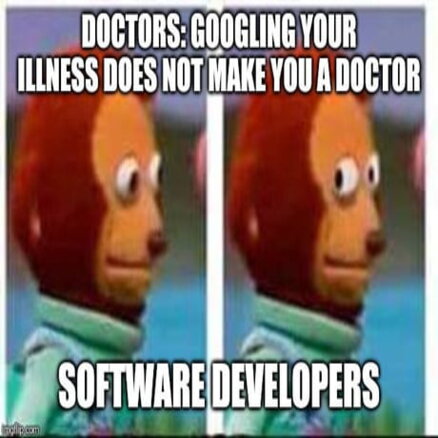 DOCTORS: GOOGLING YOUR
ILLNESS DOES NOT MAKE YOU A DOCTOR
SOFTWARE DEVELOPERS
imgflip.com